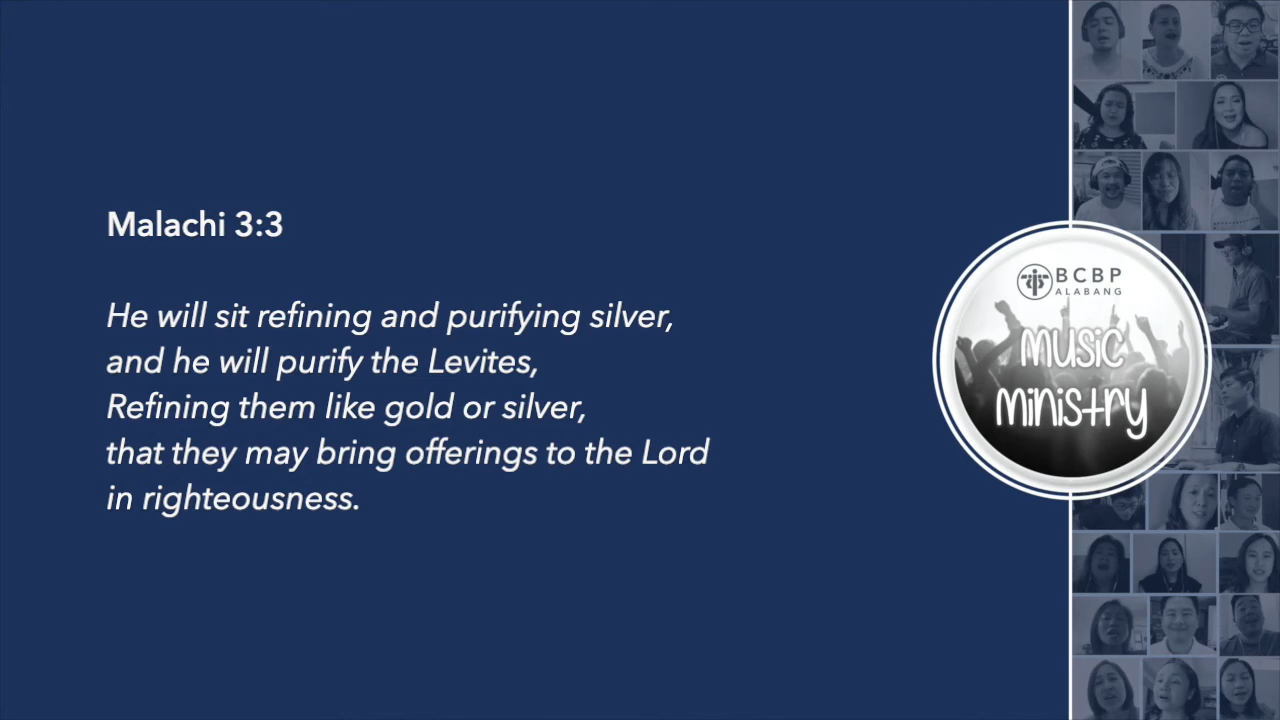 Malachi 3:3
He will sit refining and purifying silver,
and he will purify the Levites,
Refining them like gold or silver,
that they may bring offerings to the Lord
in righteousness.
BCBP
ALABANG
music
ministry